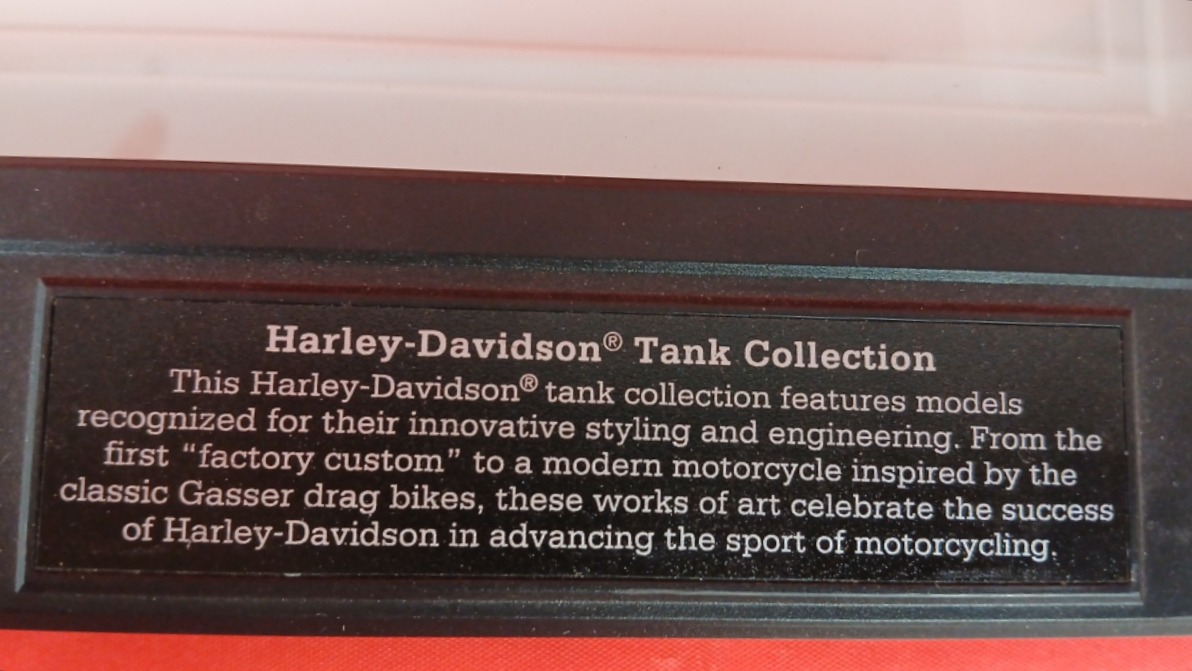 Harley-Davidson® Tank Collection
This Harley-Davidson® tank collection features models
recognized for their innovative styling and engineering. From the
first “factory custom” to a modern motorcycle inspired by the
classic Gasser drag bikes, these works of art celebrate the success
of Harley-Davidson in advancing the sport of motorcycling.